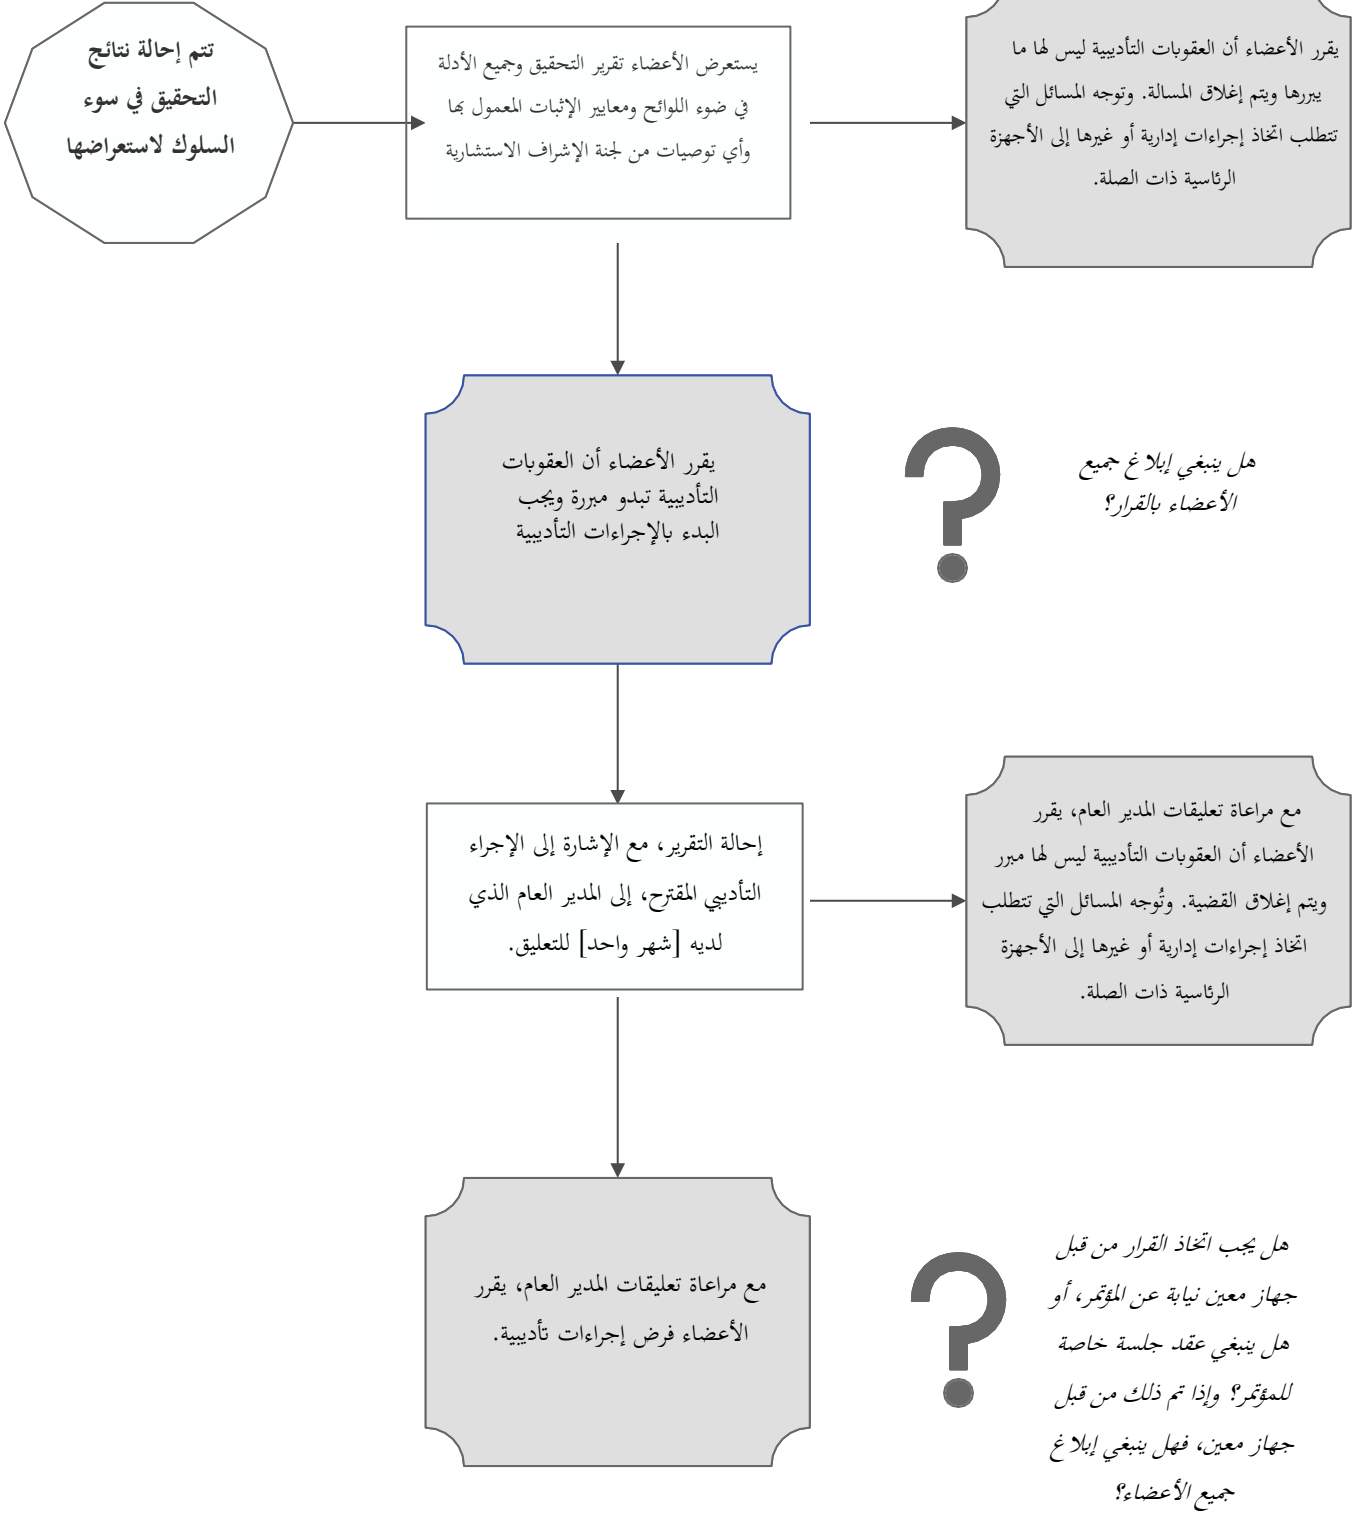 تتم إحالة نتائج
التحقيق في سوء
السلوك لاستعراضها
يستعرض الأعضاء تقرير التحقيق وجميع الأدلة
في ضوء اللوائح ومعايير الإثبات المعمول بها
وأي توصيات من لجنة الإشراف الاستشارية
يقرر الأعضاء أن العقوبات التأديبية ليس لها ما
يبررها ويتم إغلاق المسالة. وتوجه المسائل التي
تتطلب اتخاذ إجراءات إدارية أو غيرها إلى الأجهزة
الرئاسية ذات الصلة.
يقرر الأعضاء أن العقوبات
التأديبية تبدو مبررة ويجب
البدء بالإجراءات التأديبية
؟
هل ينبغي إبلاغ جميع
الأعضاء بالقرار؟
إحالة التقرير، مع الإشارة إلى الإجراء
التأديبي المقترح، إلى المدير العام الذي
لديه [شهر واحد] للتعليق.
مع مراعاة تعليقات المدير العام، يقرر
الأعضاء أن العقوبات التأديبية ليس لها مبرر
ويتم إغلاق القضية. وتُوجه المسائل التي تتطلب
اتخاذ إجراءات إدارية أو غيرها إلى الأجهزة
الرئاسية ذات الصلة.
مع مراعاة تعليقات المدير العام، يقرر
الأعضاء فرض إجراءات تأديبية.
؟
هل يجب اتخاذ القرار من قبل
جهاز معين نيابة عن المؤتمر، أو
هل ينبغي عقد جلسة خاصة
للمؤتمر؟ وإذا تم ذلك من قبل
جهاز معين، فهل ينبغي إبلاغ
جميع الأعضاء؟